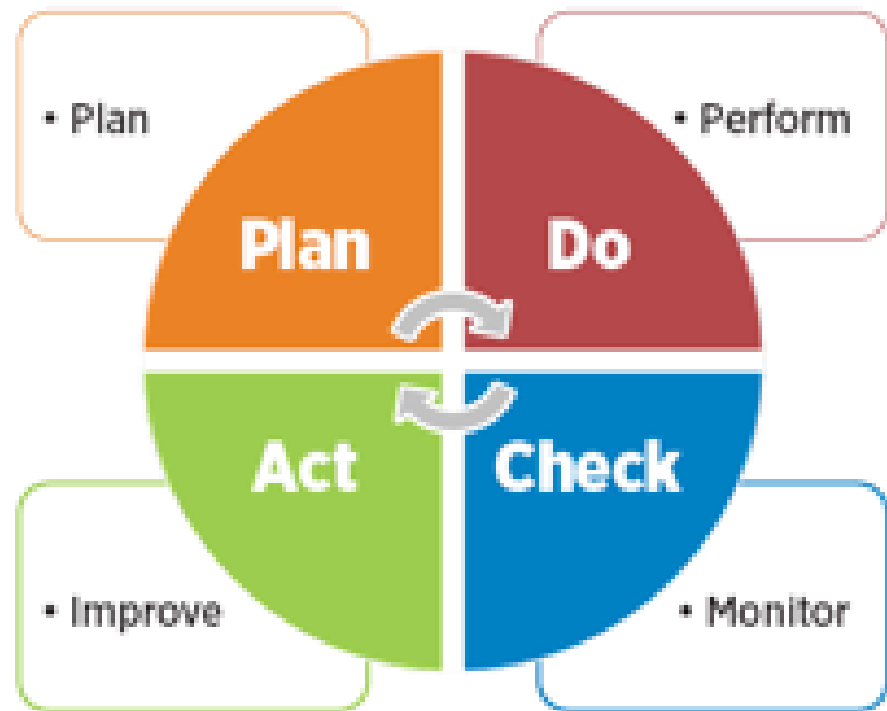 • Plan
• Perform
Plan
Do
Act
Check
• Improve
• Monitor